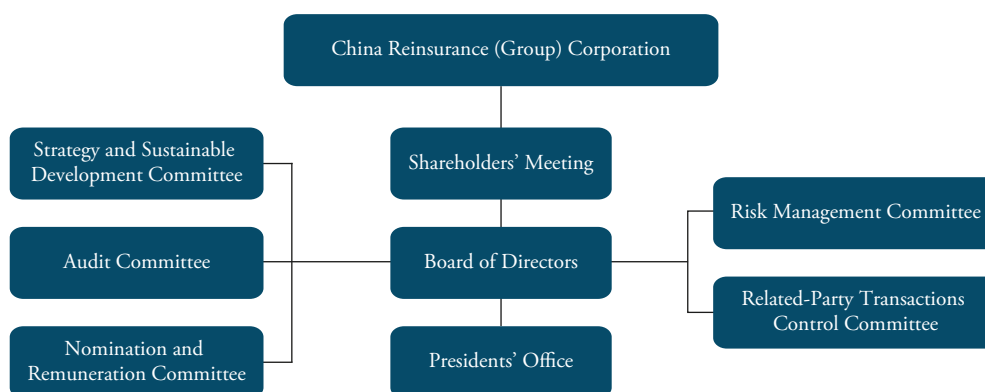 China Reinsurance (Group) Corporation
Strategy and Sustainable
Development Committee
Shareholders’ Meeting
Risk Management Committee
Audit Committee
Board of Directors
Related-Party Transactions
Control Committee
Nomination and
Remuneration Committee
Presidents’ Office